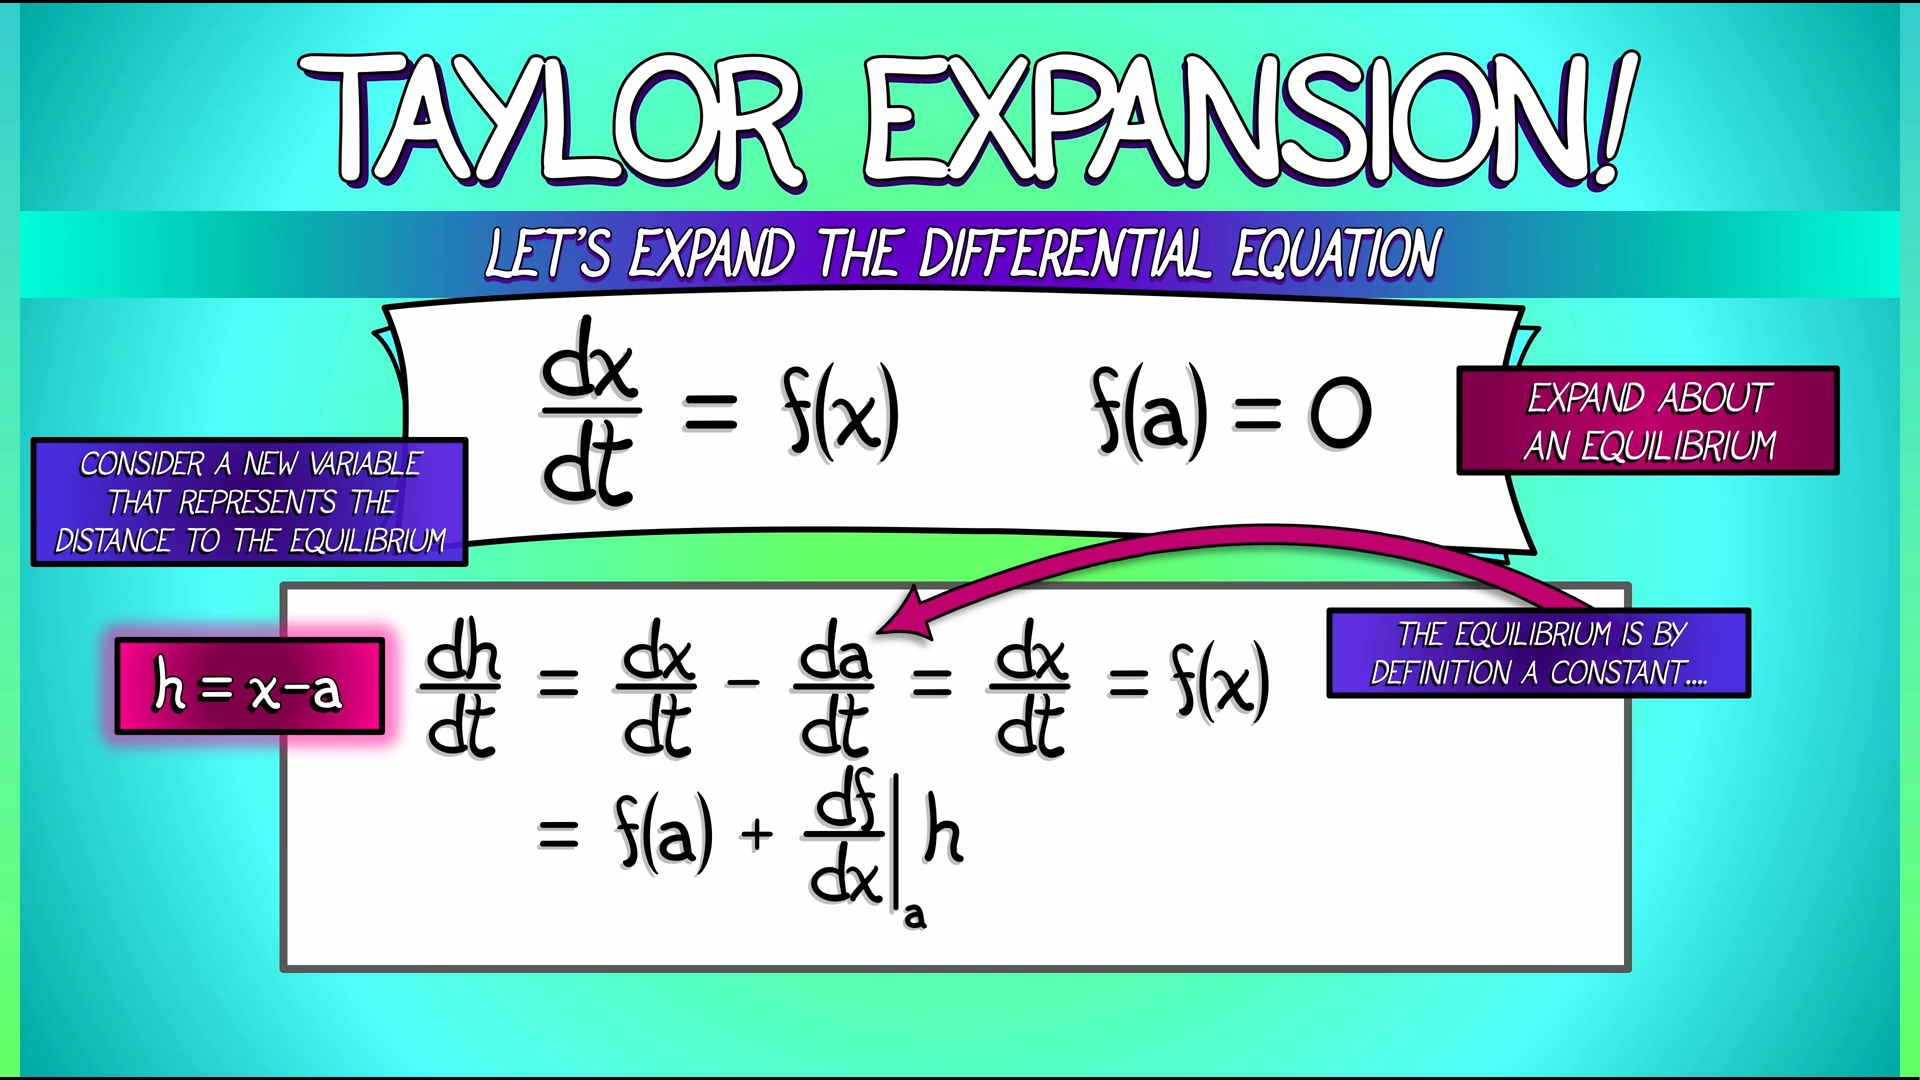 TAYLOR EXPANSION!
LET'S EXPAND THE DIFFERENTIAL EQUATION
dx/dt = f(x)    f(a) = 0
EXPAND ABOUT
AN EQUILIBRIUM
CONSIDER A NEW VARIABLE
THAT REPRESENTS THE
DISTANCE TO THE EQUILIBRIUM
h = x-a
dh/dt = dx/dt - da/dt = dx/dt = f(x)
THE EQUILIBRIUM IS BY
DEFINITION A CONSTANT....
= f(a) + df/dx|a h